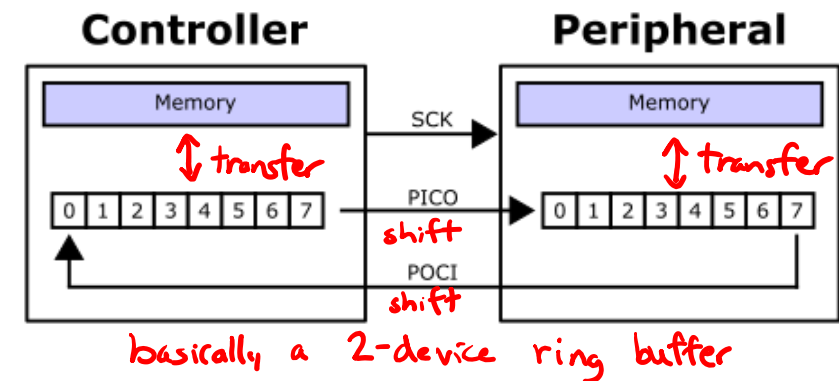 Controller Peripheral
Memory Memory
SCK
transfer transfer
PICO
0 1 2 3 4 5 6 7 0 1 2 3 4 5 6 7
shift
POCI
shift
basically a 2-device ring buffer